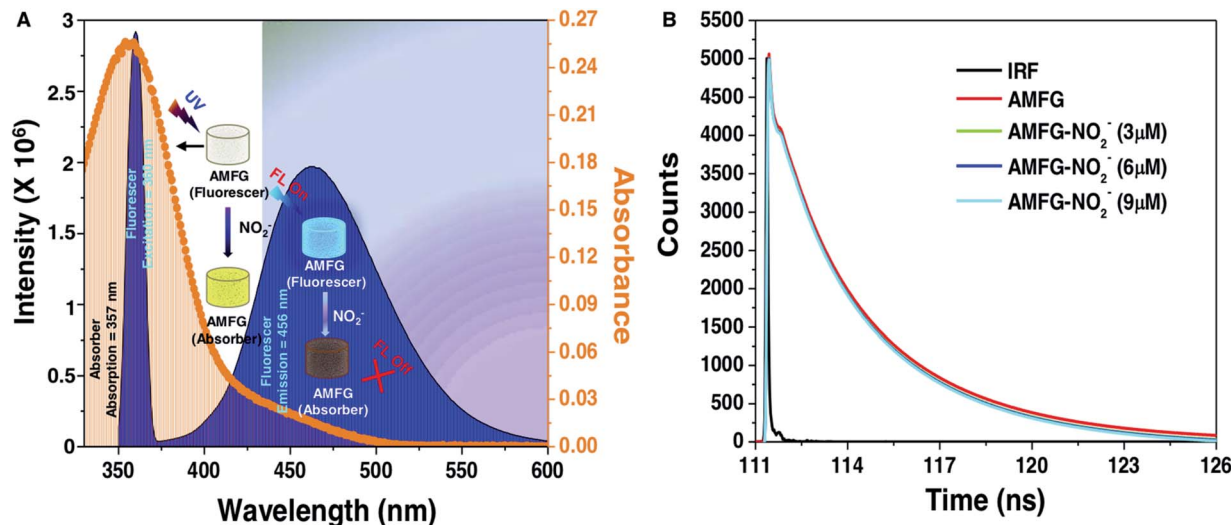 A
3
2.5
2
1.5
1
0.5
0
Intensity (X 10⁶)
350
400
450
500
550
600
Wavelength (nm)
0.27
0.24
0.21
0.18
0.15
0.12
0.09
0.06
0.03
0.00
Absorbance
Absorber
Absorption = 357 nm
Fluorescer
Excitation = 360 nm
UV
AMFG
(Fluorescer)
NO₂⁻
AMFG
(Absorber)
FL On
AMFG
(Fluorescer)
NO₂⁻
AMFG
(Absorber)
FL Off
Fluorescer
Emission = 456 nm
B
5500
5000
4500
4000
3500
3000
2500
2000
1500
1000
500
0
Counts
111
114
117
120
123
126
Time (ns)
IRF
AMFG
AMFG-NO₂⁻ (3μM)
AMFG-NO₂⁻ (6μM)
AMFG-NO₂⁻ (9μM)